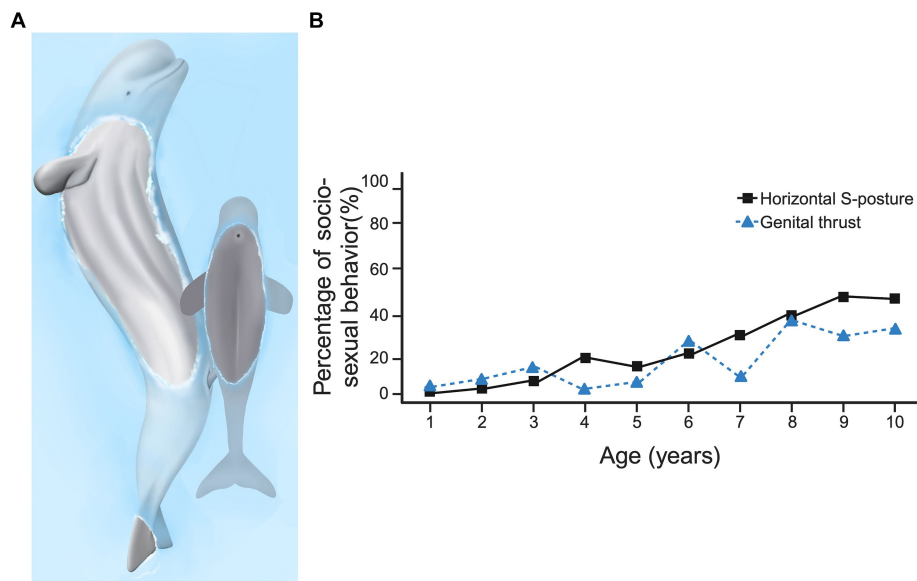 A
B
Percentage of socio-
sexual behavior(%)
100
80
60
40
20
0
Horizontal S-posture
Genital thrust
1 2 3 4 5 6 7 8 9 10
Age (years)